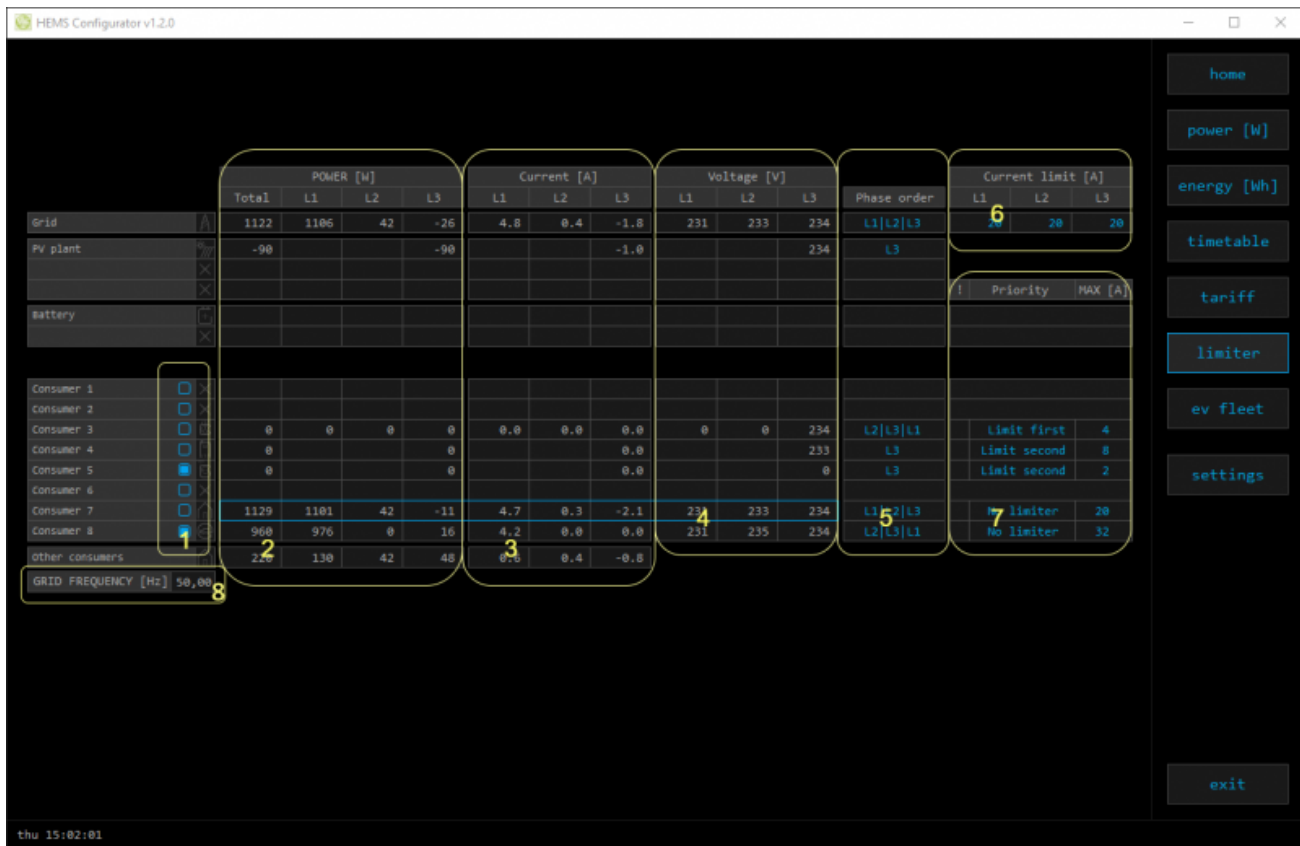 HEMS Configurator v1.2.0
home
power [W]
energy [Wh]
timetable
tariff
limiter
ev fleet
settings
exit
POWER [W] Current [A] Voltage [V] Current limit [A]
Total L1 L2 L3 L1 L2 L3 L1 L2 L3 Phase order L1 L2 L3
Grid 1122 1106 42 -26 4.8 0.4 -1.8 231 233 234 L1|L2|L3 20 20 20
6
PV plant -90 -90 -1.0 234 L3
! Priority MAX [A]
Battery
Consumer 1
Consumer 2
Consumer 3 0 0 0 0 0.0 0.0 0.0 0 0 234 L2|L3|L1 Limit first 4
Consumer 4 0 0 0.0 233 L3 Limit second 8
Consumer 5 0 0 0.0 0 L3 Limit second 2
Consumer 6
Consumer 7 1129 1101 42 -11 4.7 0.3 -2.1 231 233 234 L1|L2|L3 No limiter 20
Consumer 8 960 976 0 16 4.2 0.0 0.0 231 235 234 L2|L3|L1 No limiter 32
1 2 3 4 5 7
Other consumers 220 130 42 48 0.6 0.4 -0.8
GRID FREQUENCY [Hz] 50,00
8
thu 15:02:01